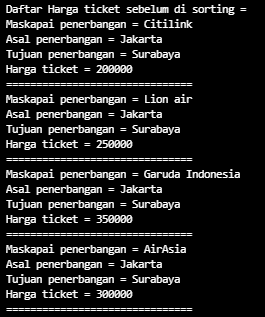 Daftar Harga ticket sebelum di sorting =
Maskapai penerbangan = Citilink
Asal penerbangan = Jakarta
Tujuan penerbangan = Surabaya
Harga ticket = 200000
===============================
Maskapai penerbangan = Lion air
Asal penerbangan = Jakarta
Tujuan penerbangan = Surabaya
Harga ticket = 250000
===============================
Maskapai penerbangan = Garuda Indonesia
Asal penerbangan = Jakarta
Tujuan penerbangan = Surabaya
Harga ticket = 350000
===============================
Maskapai penerbangan = AirAsia
Asal penerbangan = Jakarta
Tujuan penerbangan = Surabaya
Harga ticket = 300000
===============================